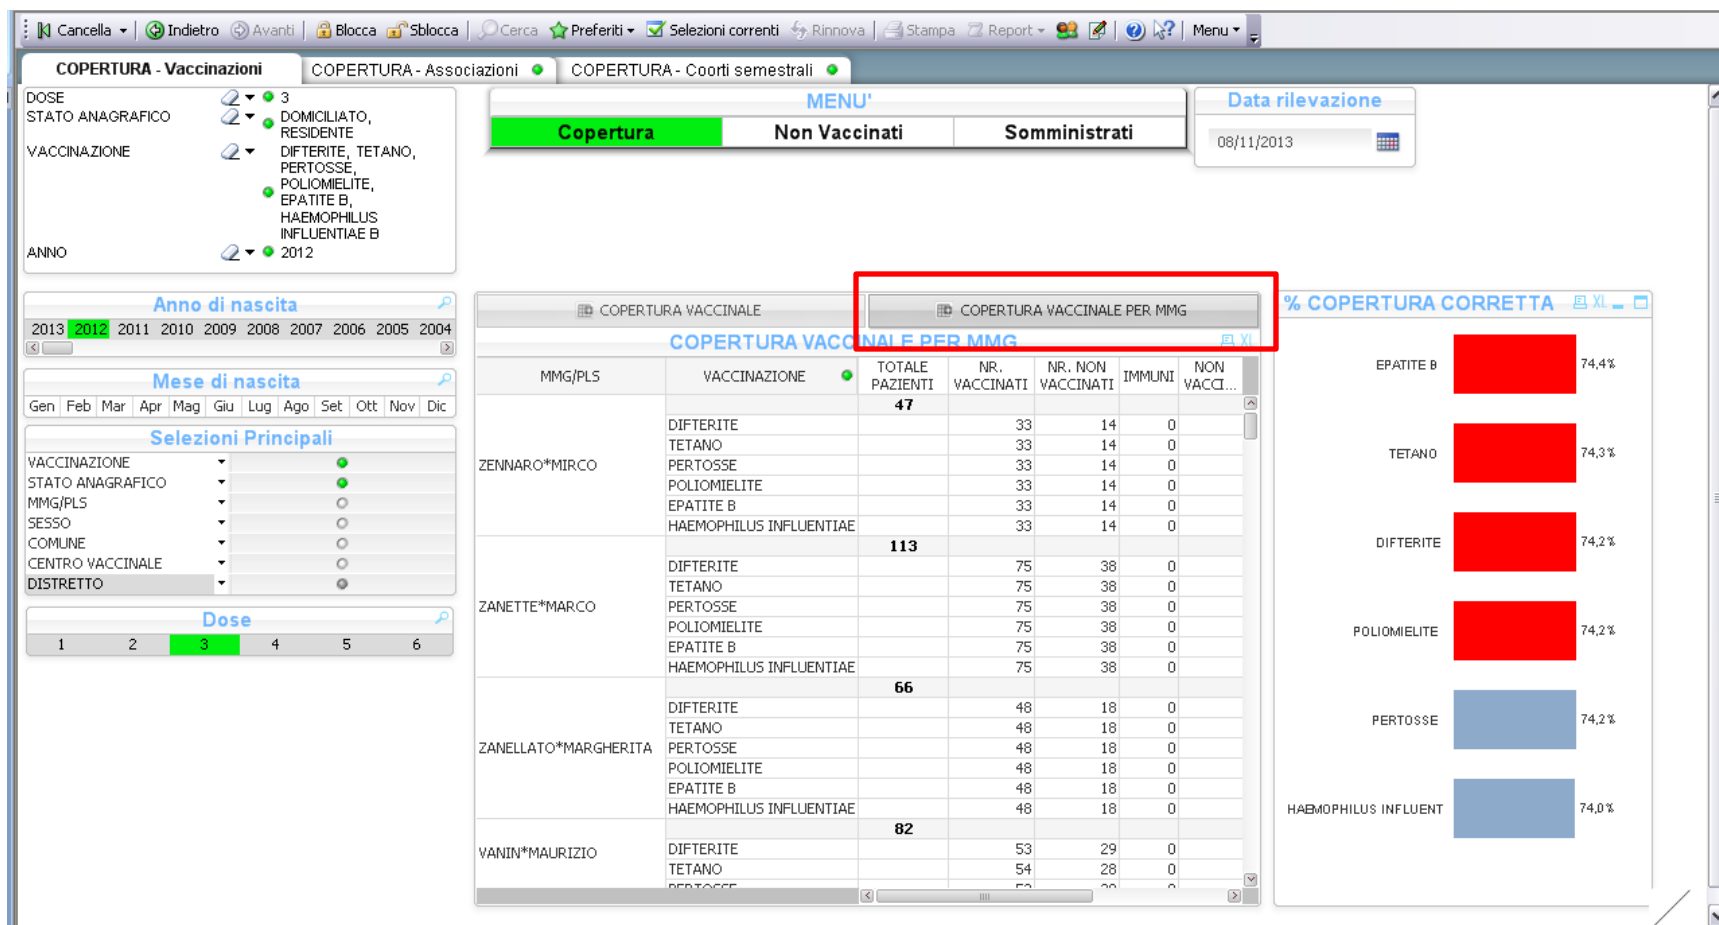 Cancella Indietro Avanti Blocca Sblocca Cerca Preferiti Selezioni correnti Rinnova Stampa Report Menu
COPERTURA - Vaccinazioni COPERTURA - Associazioni COPERTURA - Coorti semestrali
DOSE 3
STATO ANAGRAFICO DOMICILIATO,
RESIDENTE
VACCINAZIONE DIFTERITE, TETANO,
PERTOSSE,
POLIOMIELITE,
EPATITE B,
HAEMOPHILUS
INFLUENTIAE B
ANNO 2012
MENU'
Copertura Non Vaccinati Somministrati
Data rilevazione
08/11/2013
Anno di nascita
2013 2012 2011 2010 2009 2008 2007 2006 2005 2004
Mese di nascita
Gen Feb Mar Apr Mag Giu Lug Ago Set Ott Nov Dic
Selezioni Principali
VACCINAZIONE
STATO ANAGRAFICO
MMG/PLS
SESSO
COMUNE
CENTRO VACCINALE
DISTRETTO
Dose
1 2 3 4 5 6
COPERTURA VACCINALE COPERTURA VACCINALE PER MMG
COPERTURA VACCINALE PER MMG XL
MMG/PLS VACCINAZIONE TOTALE PAZIENTI NR. VACCINATI NR. NON VACCINATI IMMUNI NON VACCI...
47
DIFTERITE 33 14 0
TETANO 33 14 0
ZENNARO*MIRCO PERTOSSE 33 14 0
POLIOMIELITE 33 14 0
EPATITE B 33 14 0
HAEMOPHILUS INFLUENTIAE 33 14 0
113
DIFTERITE 75 38 0
TETANO 75 38 0
ZANETTE*MARCO PERTOSSE 75 38 0
POLIOMIELITE 75 38 0
EPATITE B 75 38 0
HAEMOPHILUS INFLUENTIAE 75 38 0
66
DIFTERITE 48 18 0
TETANO 48 18 0
ZANELLATO*MARGHERITA PERTOSSE 48 18 0
POLIOMIELITE 48 18 0
EPATITE B 48 18 0
HAEMOPHILUS INFLUENTIAE 48 18 0
82
VANIN*MAURIZIO DIFTERITE 53 29 0
TETANO 54 28 0
% COPERTURA CORRETTA XL
EPATITE B 74,4%
TETANO 74,3%
DIFTERITE 74,2%
POLIOMIELITE 74,2%
PERTOSSE 74,2%
HAEMOPHILUS INFLUENT 74,0%